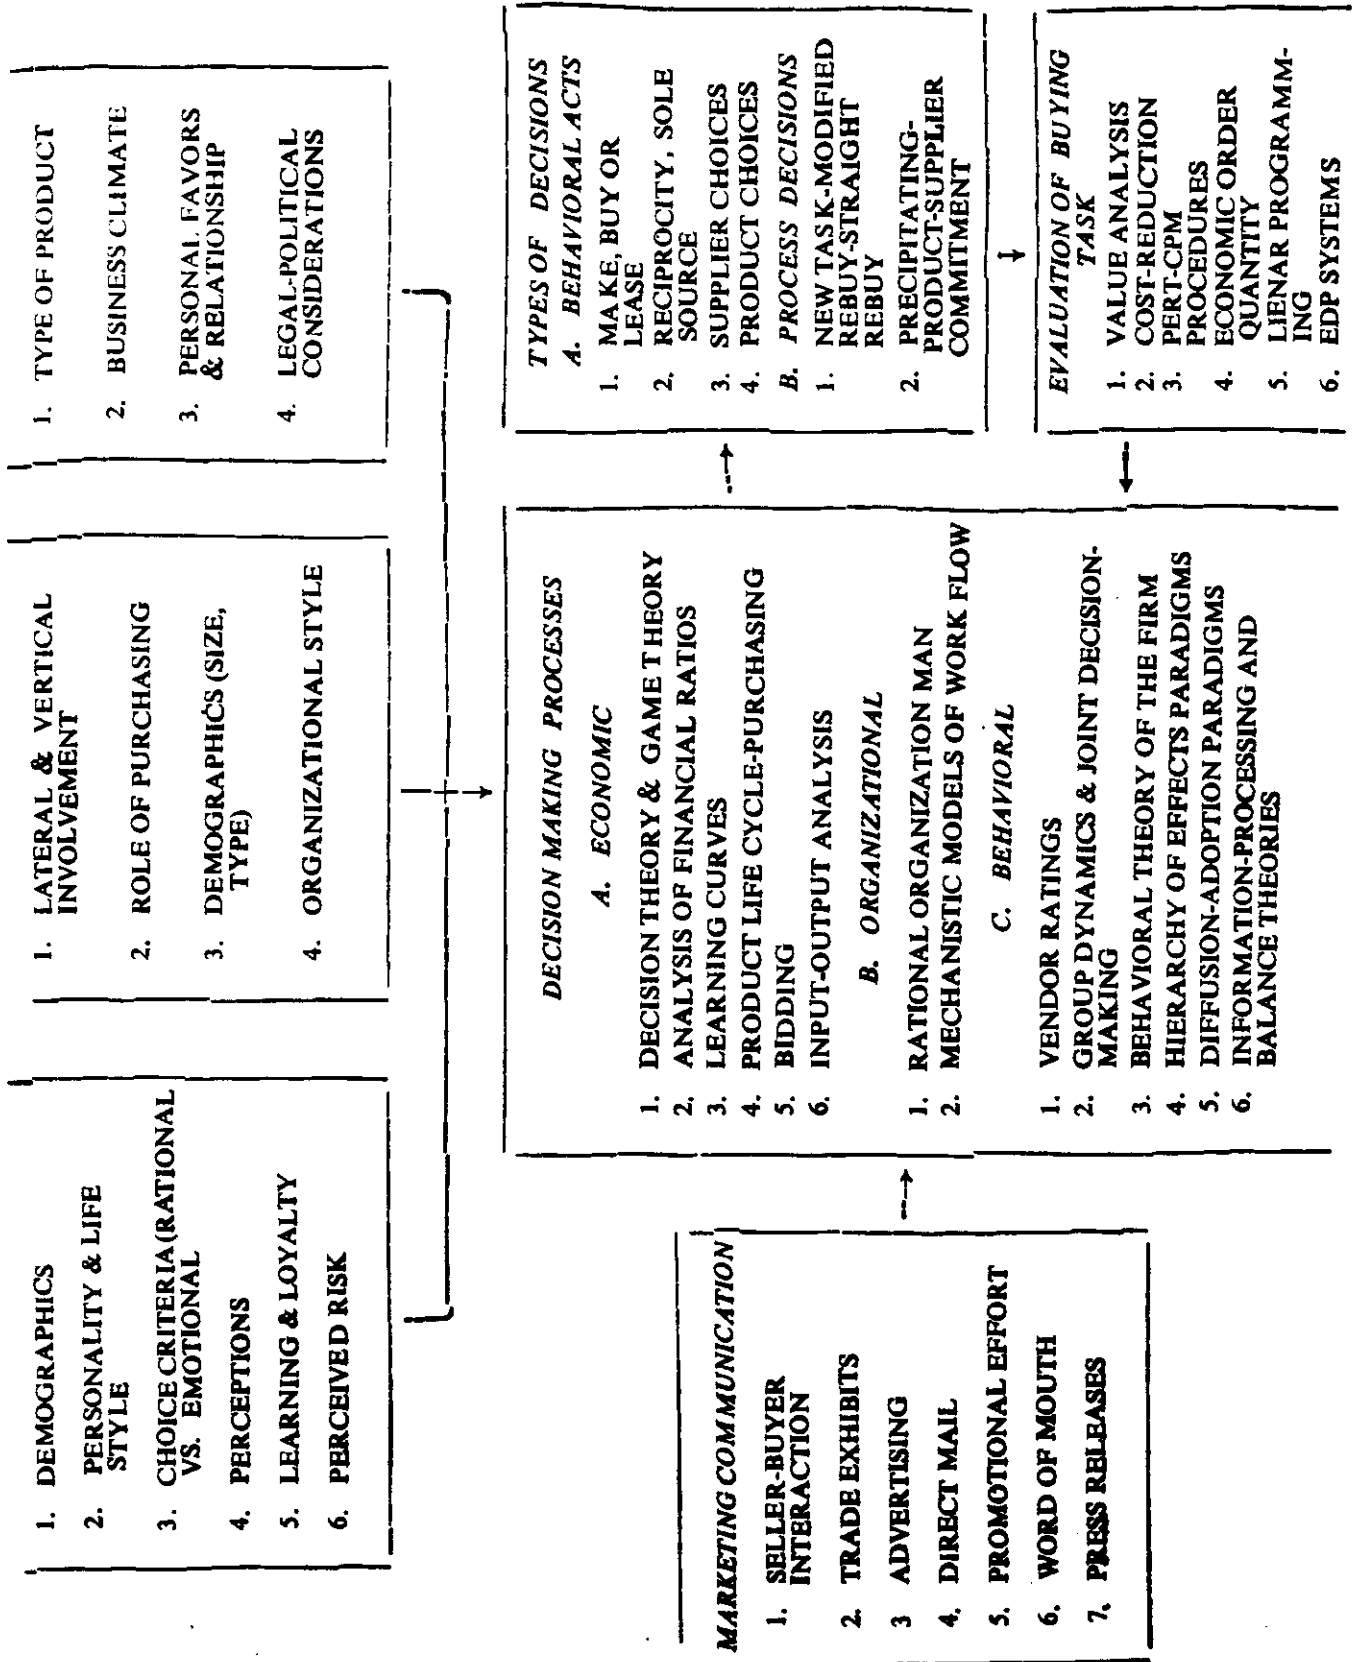 1. DEMOGRAPHICS
2. PERSONALITY & LIFE
STYLE
3. CHOICE CRITERIA (RATIONAL
VS. EMOTIONAL
4. PERCEPTIONS
5. LEARNING & LOYALTY
6. PERCEIVED RISK
1. LATERAL & VERTICAL
INVOLVEMENT
2. ROLE OF PURCHASING
3. DEMOGRAPHICS (SIZE,
TYPE)
4. ORGANIZATIONAL STYLE
1. TYPE OF PRODUCT
2. BUSINESS CLIMATE
3. PERSONAL FAVORS
& RELATIONSHIP
4. LEGAL-POLITICAL
CONSIDERATIONS
MARKETING COMMUNICATION
1. SELLER-BUYER
INTERACTION
2. TRADE EXHIBITS
3 ADVERTISING
4. DIRECT MAIL
5. PROMOTIONAL EFFORT
6. WORD OF MOUTH
7. PRESS RELEASES
DECISION MAKING PROCESSES
A. ECONOMIC
1. DECISION THEORY & GAME THEORY
2. ANALYSIS OF FINANCIAL RATIOS
3. LEARNING CURVES
4. PRODUCT LIFE CYCLE-PURCHASING
5. BIDDING
6. INPUT-OUTPUT ANALYSIS
B. ORGANIZATIONAL
1. RATIONAL ORGANIZATION MAN
2. MECHANISTIC MODELS OF WORK FLOW
C. BEHAVIORAL
1. VENDOR RATINGS
2. GROUP DYNAMICS & JOINT DECISION-
MAKING
3. BEHAVIORAL THEORY OF THE FIRM
4. HIERARCHY OF EFFECTS PARADIGMS
5. DIFFUSION-ADOPTION PARADIGMS
6. INFORMATION-PROCESSING AND
BALANCE THEORIES
TYPES OF DECISIONS
A. BEHAVIORAL ACTS
1. MAKE, BUY OR
LEASE
2. RECIPROCITY, SOLE
SOURCE
3. SUPPLIER CHOICES
4. PRODUCT CHOICES
B. PROCESS DECISIONS
1. NEW TASK-MODIFIED
REBUY-STRAIGHT
REBUY
2. PRECIPITATING-
PRODUCT-SUPPLIER
COMMITMENT
EVALUATION OF BUYING
TASK
1. VALUE ANALYSIS
2. COST-REDUCTION
3. PERT-CPM
PROCEDURES
4. ECONOMIC ORDER
QUANTITY
5. LIENAR PROGRAMM-
ING
6. EDP SYSTEMS